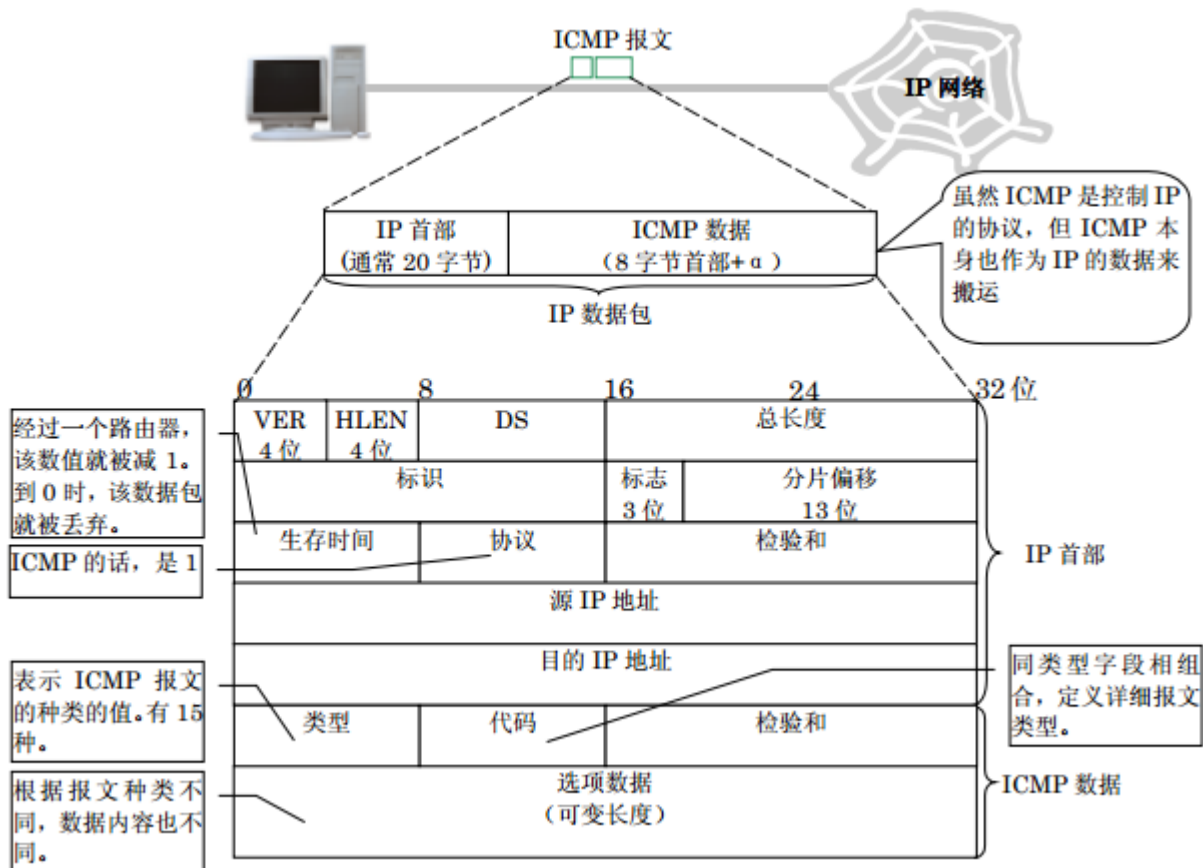 ICMP 报文
IP 网络
虽然 ICMP 是控制 IP
的协议，但 ICMP 本
身也作为 IP 的数据来
搬运
IP 首部
(通常 20 字节)
ICMP 数据
（8 字节首部+α）
IP 数据包
0
8
16
24
32 位
经过一个路由器，
该数值就被减 1。
到 0 时，该数据包
就被丢弃。
VER
4 位
HLEN
4 位
DS
总长度
标识
标志
3 位
分片偏移
13 位
ICMP 的话，是 1
生存时间
协议
检验和
IP 首部
源 IP 地址
目的 IP 地址
表示 ICMP 报文
的种类的值。有 15
种。
同类型字段相组
合，定义详细报文
类型。
类型
代码
检验和
根据报文种类不
同，数据内容也不
同。
选项数据
（可变长度）
ICMP 数据